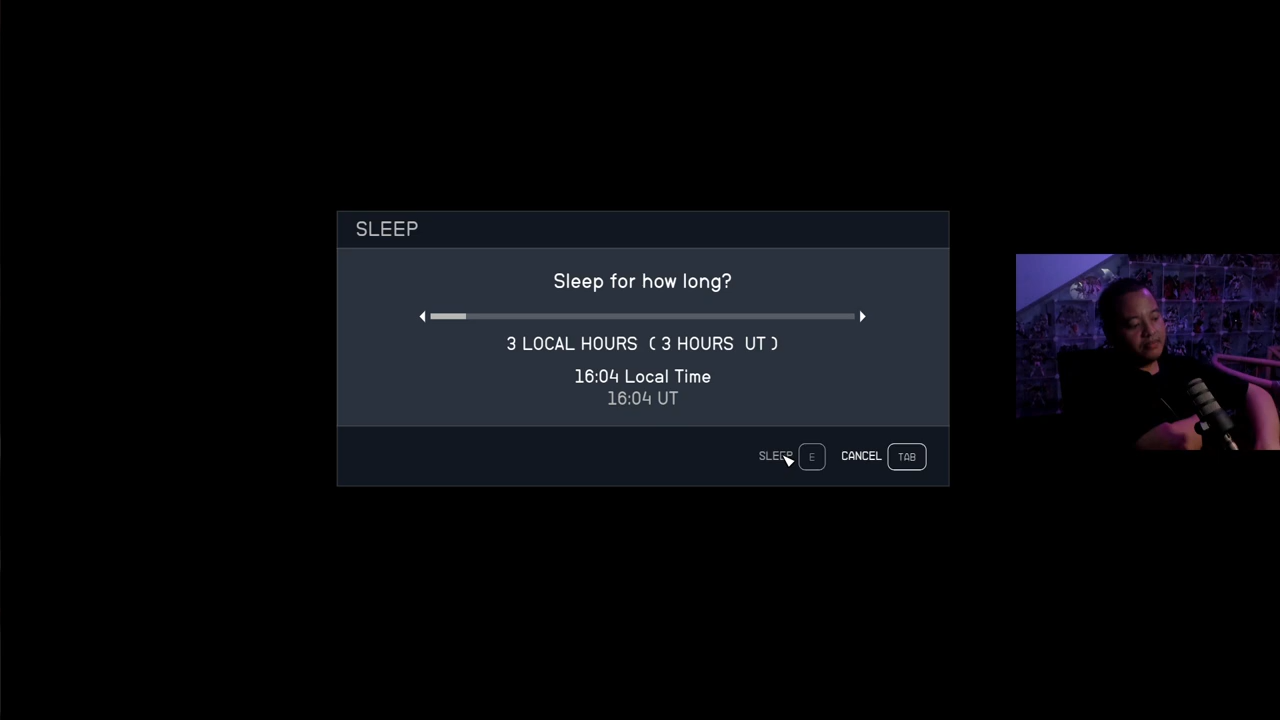 SLEEP
Sleep for how long?
3 LOCAL HOURS ( 3 HOURS UT )
16:04 Local Time
16:04 UT
SLEEP E CANCEL TAB